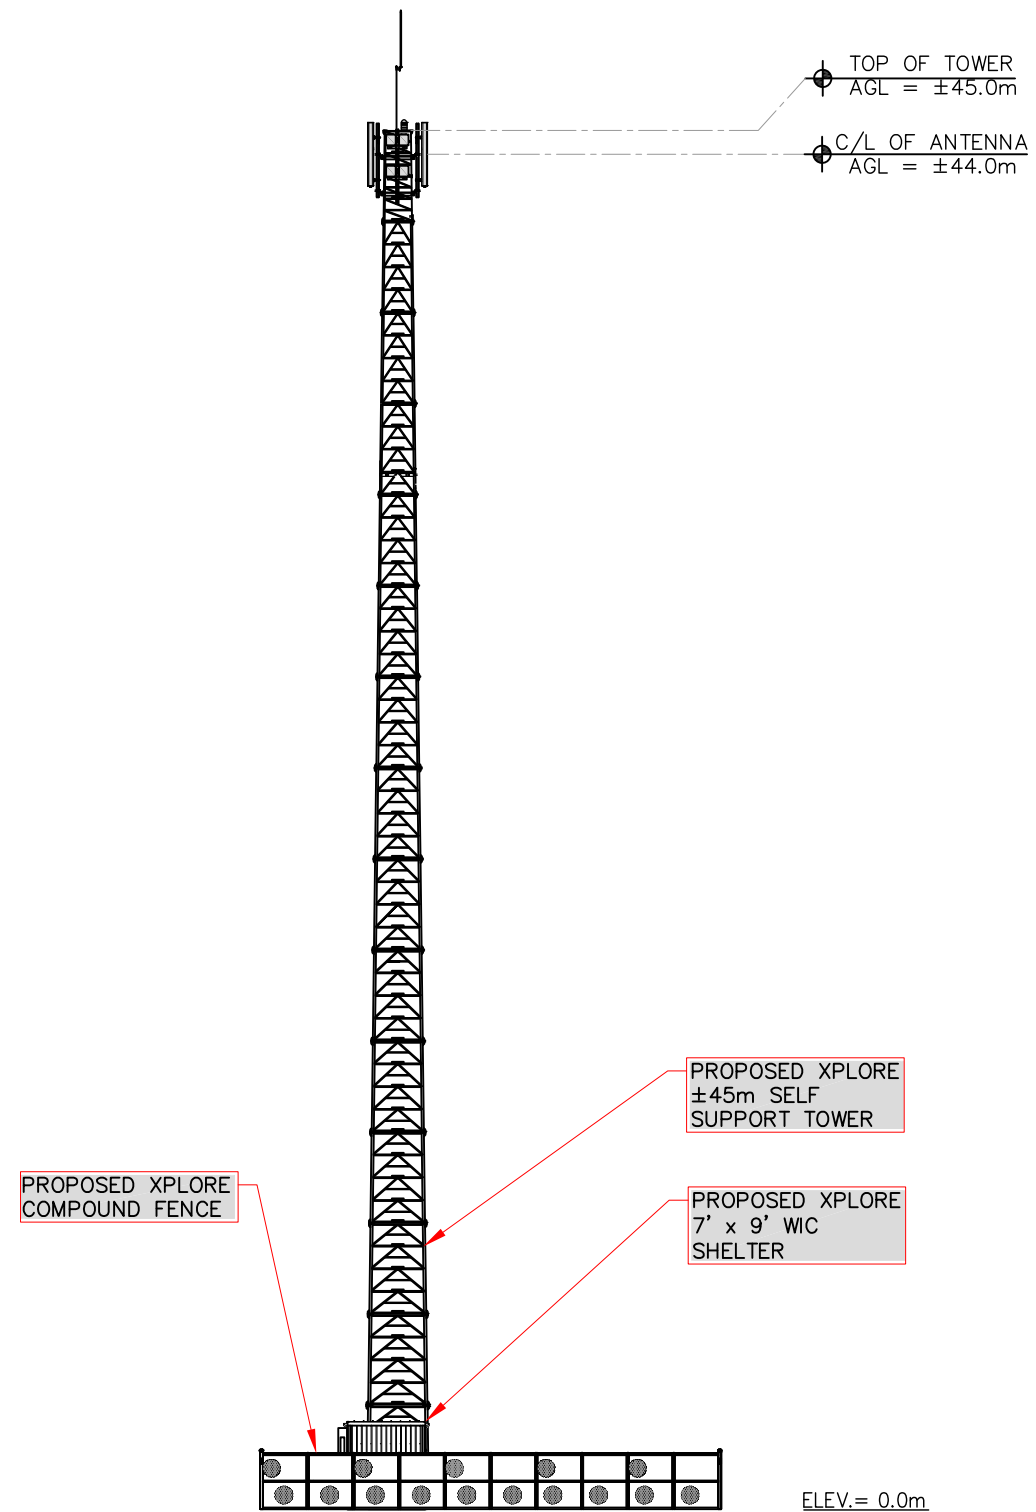 TOP OF TOWER
AGL = ±45.0m
C/L OF ANTENNA
AGL = ±44.0m
PROPOSED XPLORE
±45m SELF
SUPPORT TOWER
PROPOSED XPLORE
COMPOUND FENCE
PROPOSED XPLORE
7' x 9' WIC
SHELTER
ELEV.= 0.0m